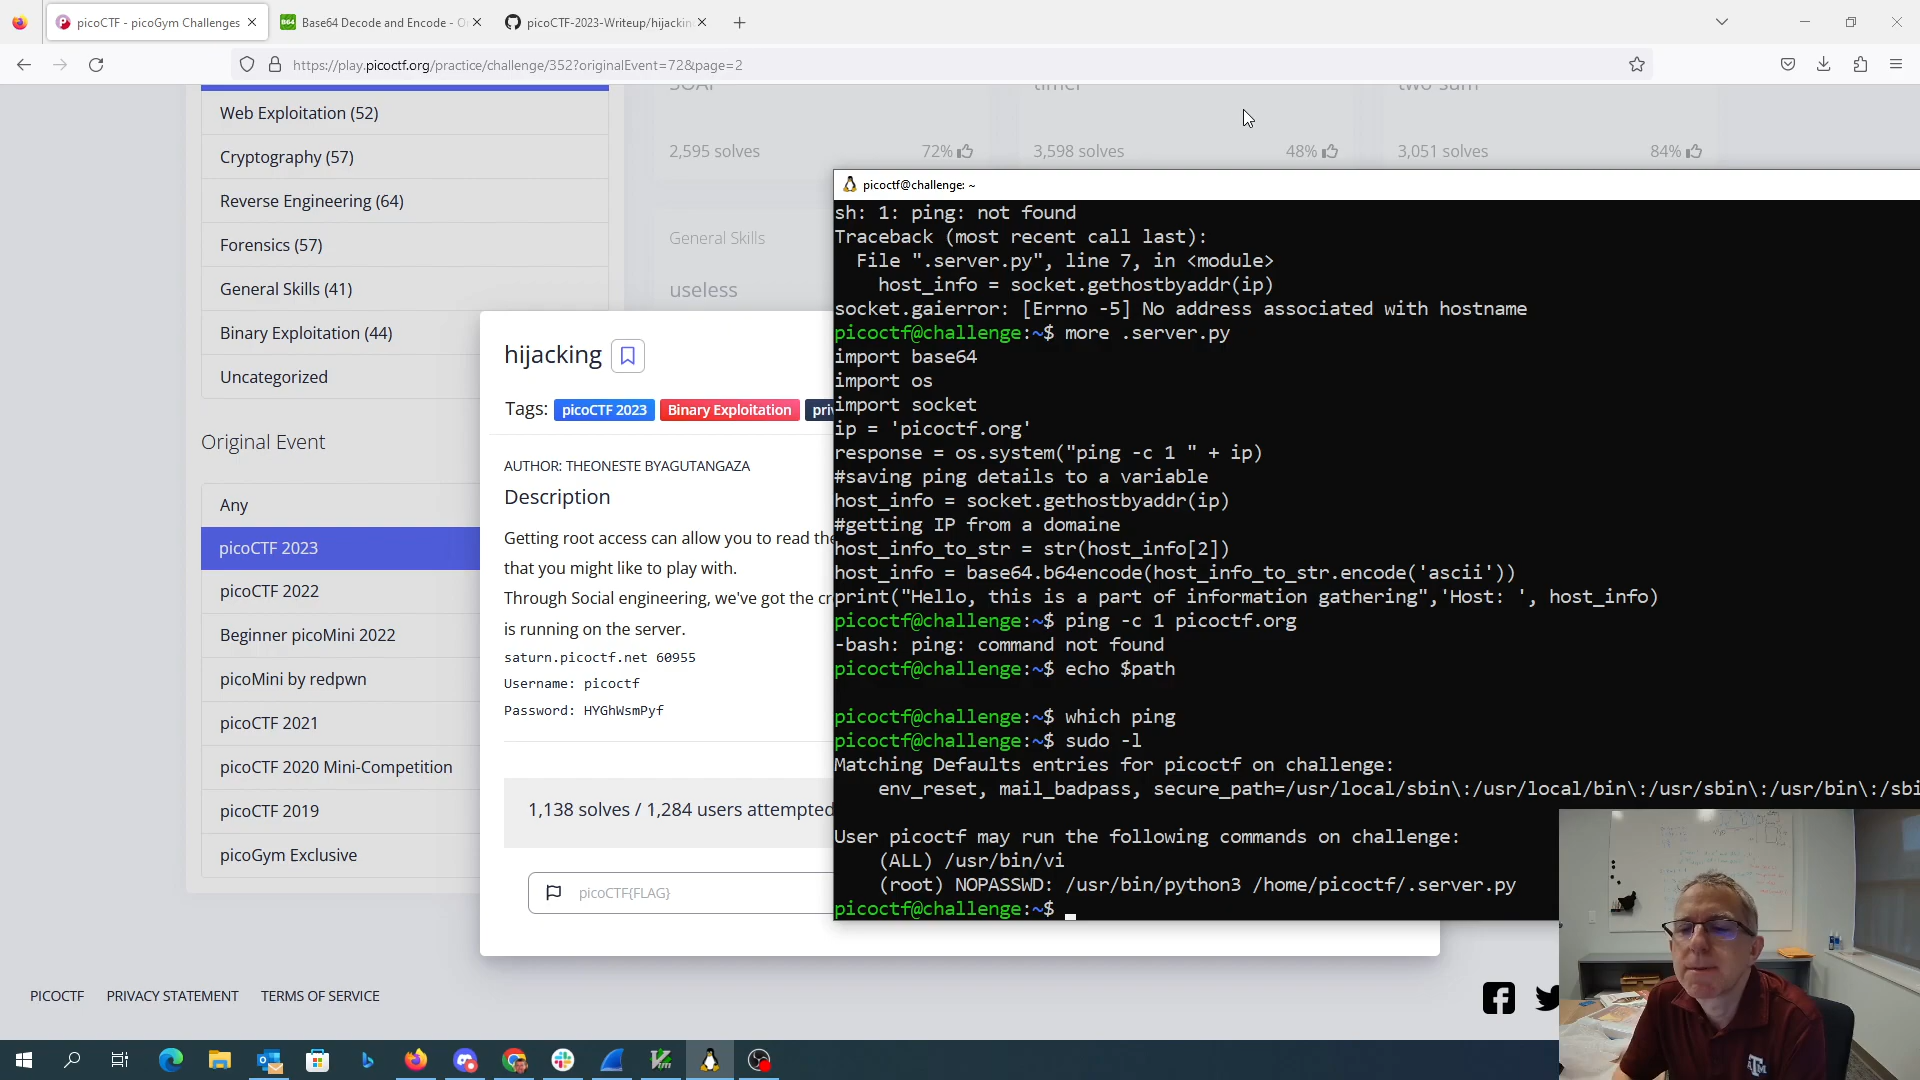 picoCTF - picoGym Challenges
Base64 Decode and Encode - O
picoCTF-2023-Writeup/hijackin
https://play.picoctf.org/practice/challenge/352?originalEvent=72&page=2
SOAP
timer
two-sum
Web Exploitation (52)
2,595 solves
72%
3,598 solves
48%
3,051 solves
84%
Cryptography (57)
Reverse Engineering (64)
Forensics (57)
General Skills (41)
Binary Exploitation (44)
Uncategorized
General Skills
useless
Original Event
Any
picoCTF 2023
picoCTF 2022
Beginner picoMini 2022
picoMini by redpwn
picoCTF 2021
picoCTF 2020 Mini-Competition
picoCTF 2019
picoGym Exclusive
hijacking
Tags: picoCTF 2023 Binary Exploitation pri
AUTHOR: THEONESTE BYAGUTANGAZA
Description
Getting root access can allow you to read the
that you might like to play with.
Through Social engineering, we've got the cr
is running on the server.
saturn.picoctf.net 60955
Username: picoctf
Password: HYGhWsmPyf
1,138 solves / 1,284 users attempted
picoCTF{FLAG}
picoctf@challenge: ~
sh: 1: ping: not found
Traceback (most recent call last):
File ".server.py", line 7, in <module>
host_info = socket.gethostbyaddr(ip)
socket.gaierror: [Errno -5] No address associated with hostname
picoctf@challenge:~$ more .server.py
import base64
import os
import socket
ip = 'picoctf.org'
response = os.system("ping -c 1 " + ip)
#saving ping details to a variable
host_info = socket.gethostbyaddr(ip)
#getting IP from a domaine
host_info_to_str = str(host_info[2])
host_info = base64.b64encode(host_info_to_str.encode('ascii'))
print("Hello, this is a part of information gathering",'Host: ', host_info)
picoctf@challenge:~$ ping -c 1 picoctf.org
-bash: ping: command not found
picoctf@challenge:~$ echo $path
picoctf@challenge:~$ which ping
picoctf@challenge:~$ sudo -l
Matching Defaults entries for picoctf on challenge:
env_reset, mail_badpass, secure_path=/usr/local/sbin\:/usr/local/bin\:/usr/sbin\:/usr/bin\:/sbi
User picoctf may run the following commands on challenge:
(ALL) /usr/bin/vi
(root) NOPASSWD: /usr/bin/python3 /home/picoctf/.server.py
picoctf@challenge:~$
PICOCTF
PRIVACY STATEMENT
TERMS OF SERVICE